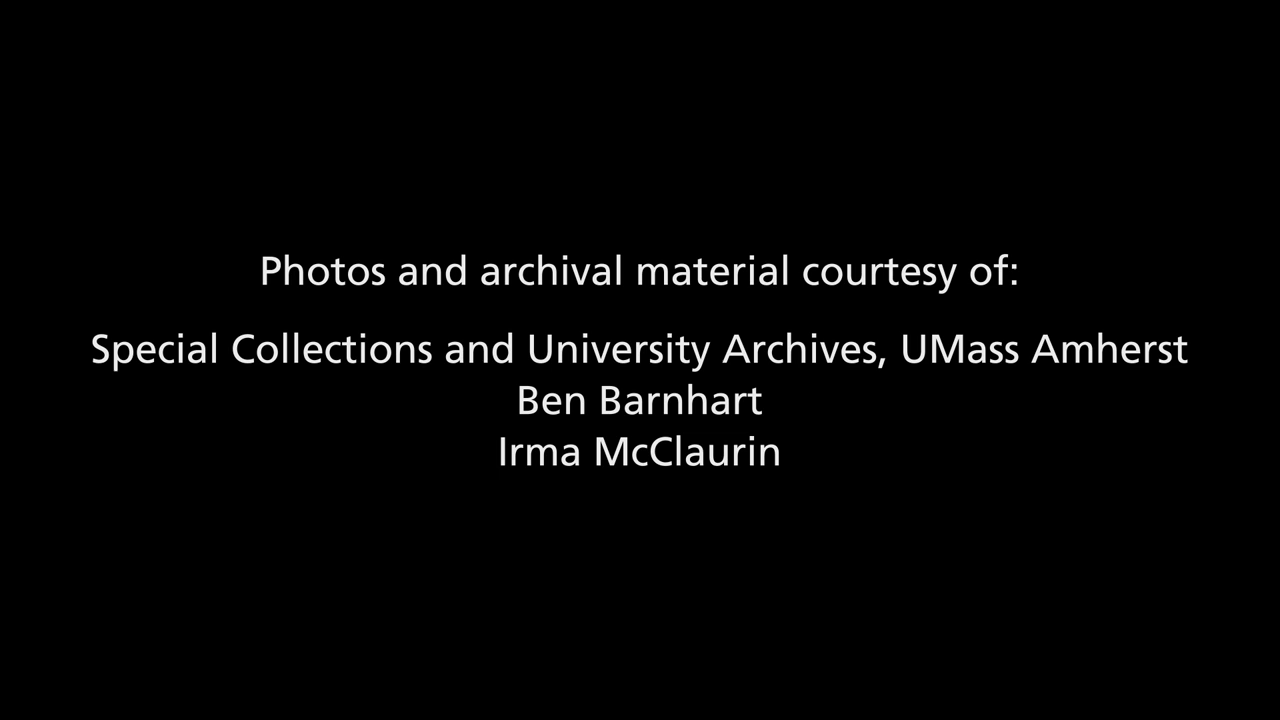 Photos and archival material courtesy of:
Special Collections and University Archives, UMass Amherst
Ben Barnhart
Irma McClaurin